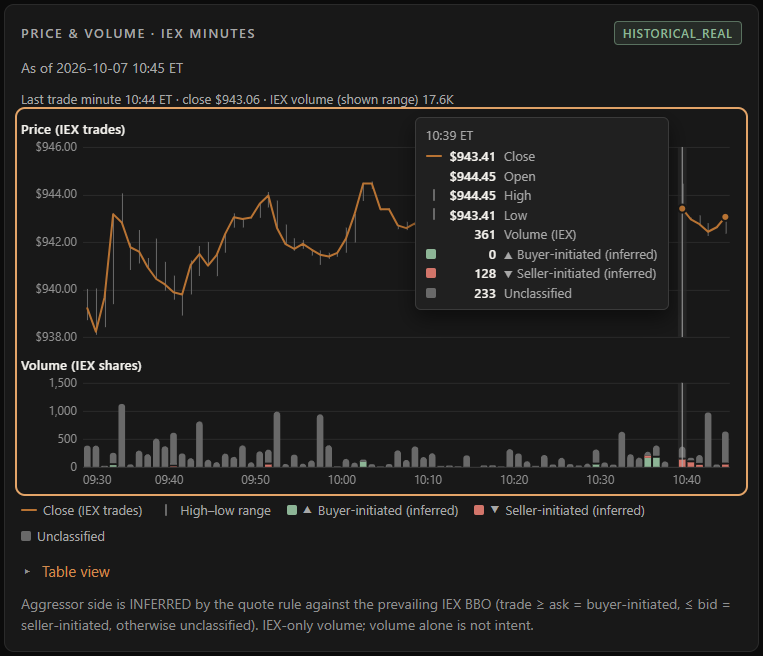 PRICE & VOLUME · IEX MINUTES
HISTORICAL_REAL
As of 2026-10-07 10:45 ET
Last trade minute 10:44 ET · close $943.06 · IEX volume (shown range) 17.6K
Price (IEX trades)
$946.00
$944.00
$942.00
$940.00
$938.00
10:39 ET
$943.41 Close
$944.45 Open
$944.45 High
$943.41 Low
361 Volume (IEX)
0 ▲ Buyer-initiated (inferred)
128 ▼ Seller-initiated (inferred)
233 Unclassified
Volume (IEX shares)
1,500
1,000
500
0
09:30 09:40 09:50 10:00 10:10 10:20 10:30 10:40
Close (IEX trades) High–low range ▲ Buyer-initiated (inferred) ▼ Seller-initiated (inferred)
Unclassified
Table view
Aggressor side is INFERRED by the quote rule against the prevailing IEX BBO (trade ≥ ask = buyer-initiated, ≤ bid =
seller-initiated, otherwise unclassified). IEX-only volume; volume alone is not intent.